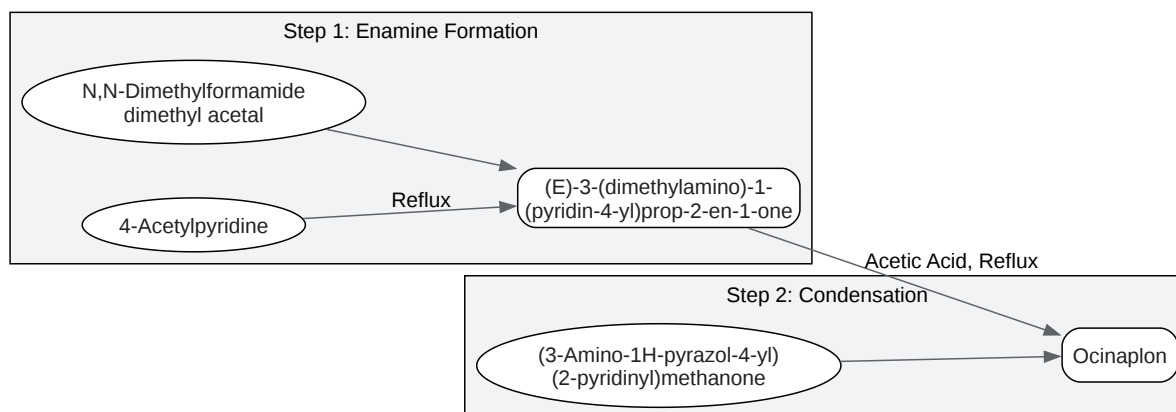 Step 1: Enamine Formation
N,N-Dimethylformamide
dimethyl acetal
4-Acetylpyridine
Reflux
(E)-3-(dimethylamino)-1-
(pyridin-4-yl)prop-2-en-1-one
Acetic Acid, Reflux
Step 2: Condensation
(3-Amino-1H-pyrazol-4-yl)
(2-pyridinyl)methanone
Ocinaplon